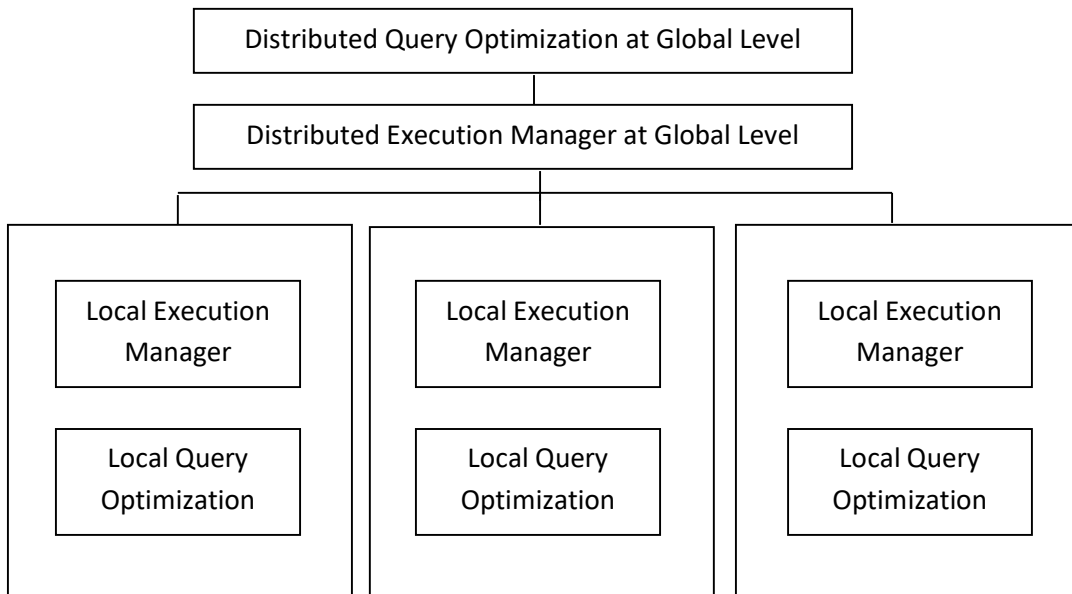 Distributed Query Optimization at Global Level
Distributed Execution Manager at Global Level
Local Execution
Manager
Local Query
Optimization
Local Execution
Manager
Local Query
Optimization
Local Execution
Manager
Local Query
Optimization